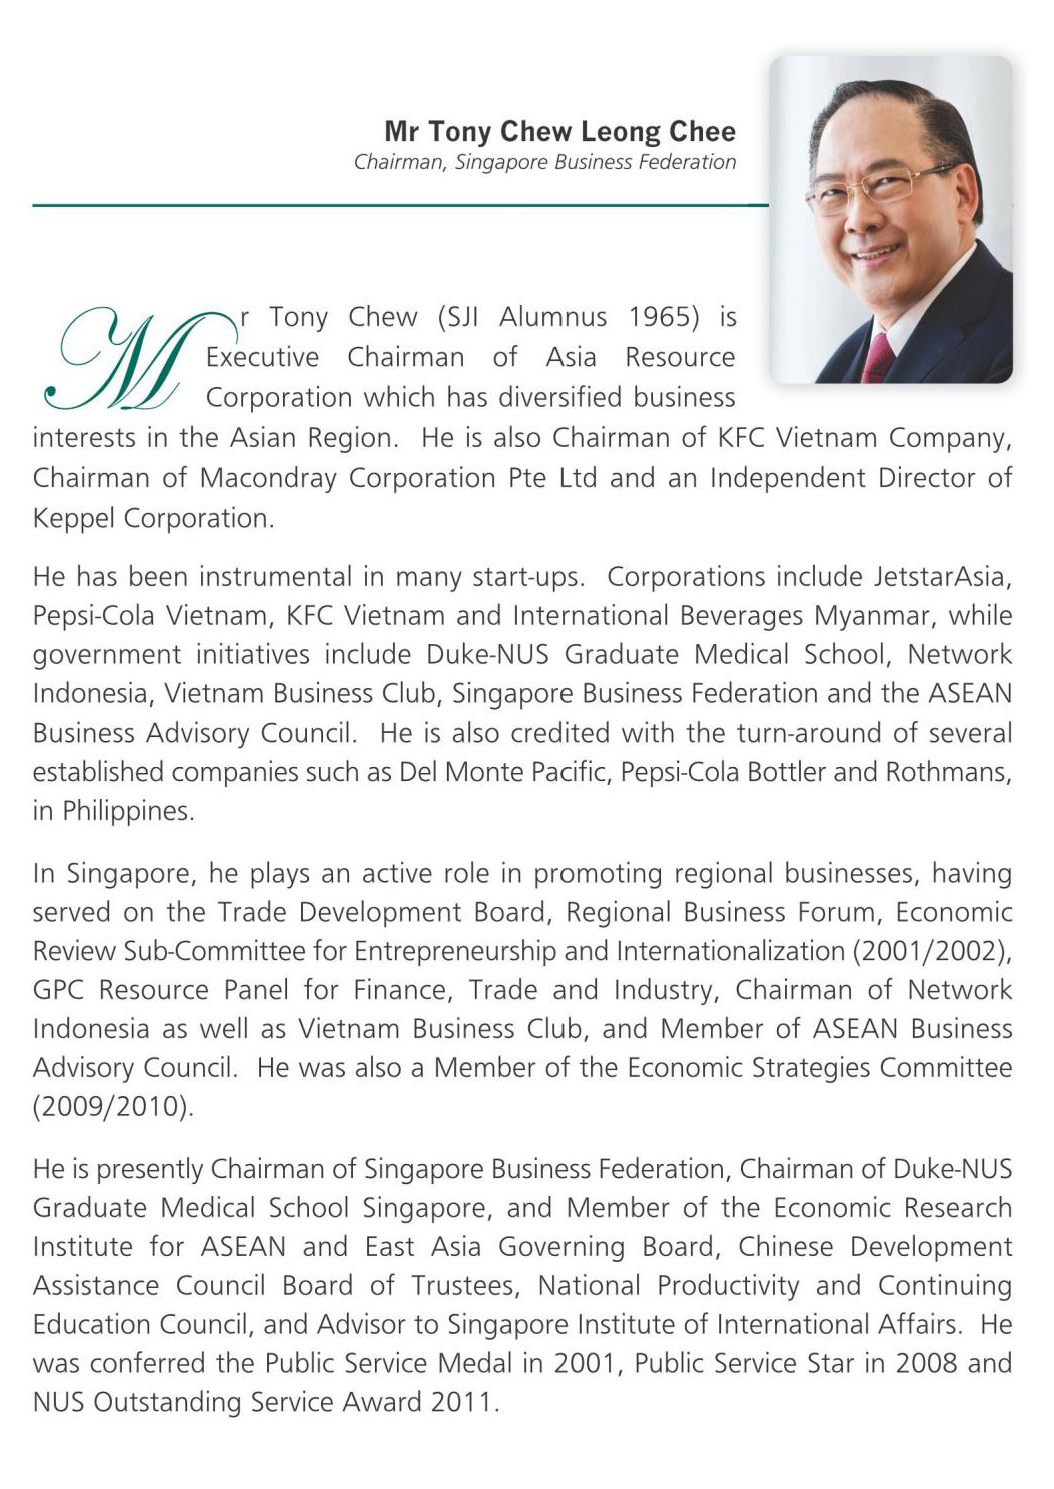 Mr Tony Chew Leong Chee
Chairman, Singapore Business Federation
Mr Tony Chew (SJI Alumnus 1965) is
Executive Chairman of Asia Resource
Corporation which has diversified business
interests in the Asian Region. He is also Chairman of KFC Vietnam Company,
Chairman of Macondray Corporation Pte Ltd and an Independent Director of
Keppel Corporation.
He has been instrumental in many start-ups. Corporations include JetstarAsia,
Pepsi-Cola Vietnam, KFC Vietnam and International Beverages Myanmar, while
government initiatives include Duke-NUS Graduate Medical School, Network
Indonesia, Vietnam Business Club, Singapore Business Federation and the ASEAN
Business Advisory Council. He is also credited with the turn-around of several
established companies such as Del Monte Pacific, Pepsi-Cola Bottler and Rothmans,
in Philippines.
In Singapore, he plays an active role in promoting regional businesses, having
served on the Trade Development Board, Regional Business Forum, Economic
Review Sub-Committee for Entrepreneurship and Internationalization (2001/2002),
GPC Resource Panel for Finance, Trade and Industry, Chairman of Network
Indonesia as well as Vietnam Business Club, and Member of ASEAN Business
Advisory Council. He was also a Member of the Economic Strategies Committee
(2009/2010).
He is presently Chairman of Singapore Business Federation, Chairman of Duke-NUS
Graduate Medical School Singapore, and Member of the Economic Research
Institute for ASEAN and East Asia Governing Board, Chinese Development
Assistance Council Board of Trustees, National Productivity and Continuing
Education Council, and Advisor to Singapore Institute of International Affairs. He
was conferred the Public Service Medal in 2001, Public Service Star in 2008 and
NUS Outstanding Service Award 2011.